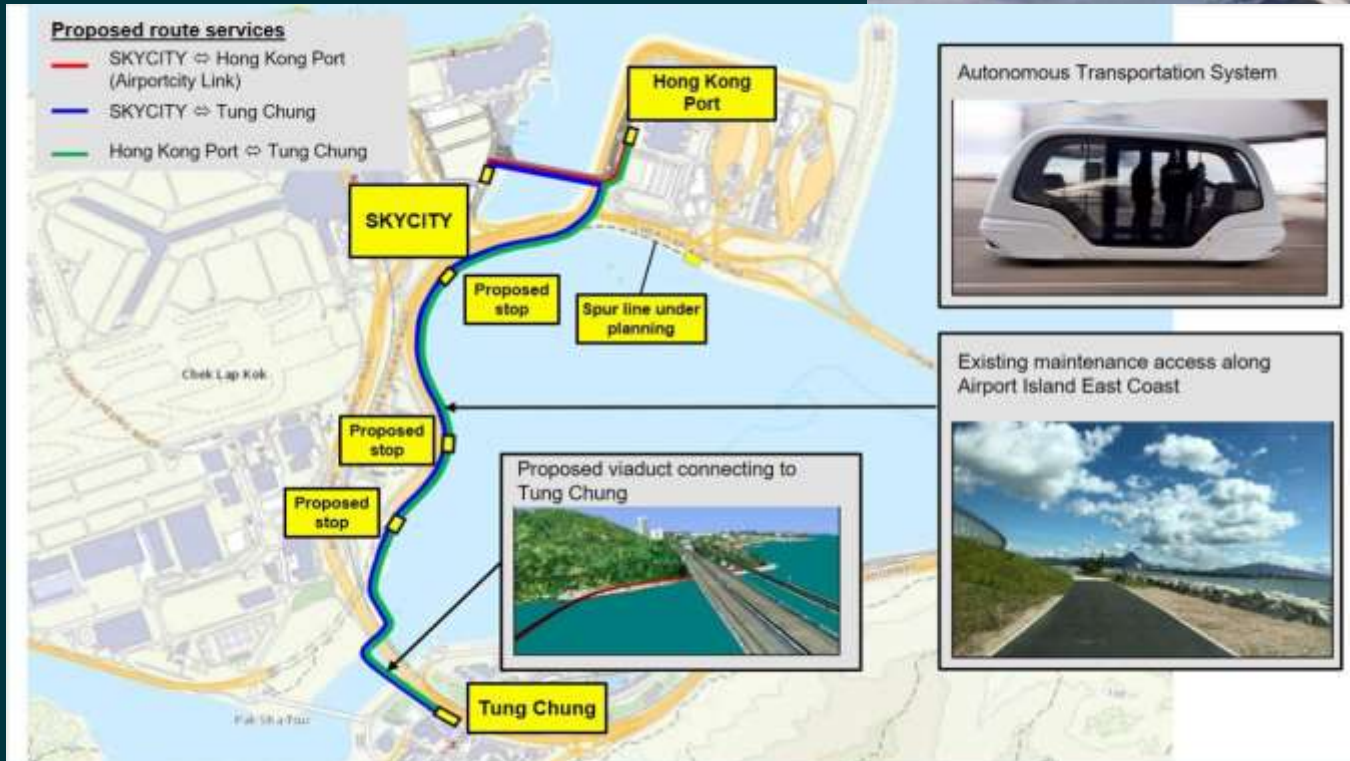 Proposed route services
SKYCITY ⇔ Hong Kong Port
(Airportcity Link)
SKYCITY ⇔ Tung Chung
Hong Kong Port ⇔ Tung Chung
Hong Kong
Port
SKYCITY
Proposed
stop
Spur line under
planning
Chek Lap Kok
Proposed
stop
Proposed
stop
Tung Chung
Autonomous Transportation System
Existing maintenance access along
Airport Island East Coast
Proposed viaduct connecting to
Tung Chung